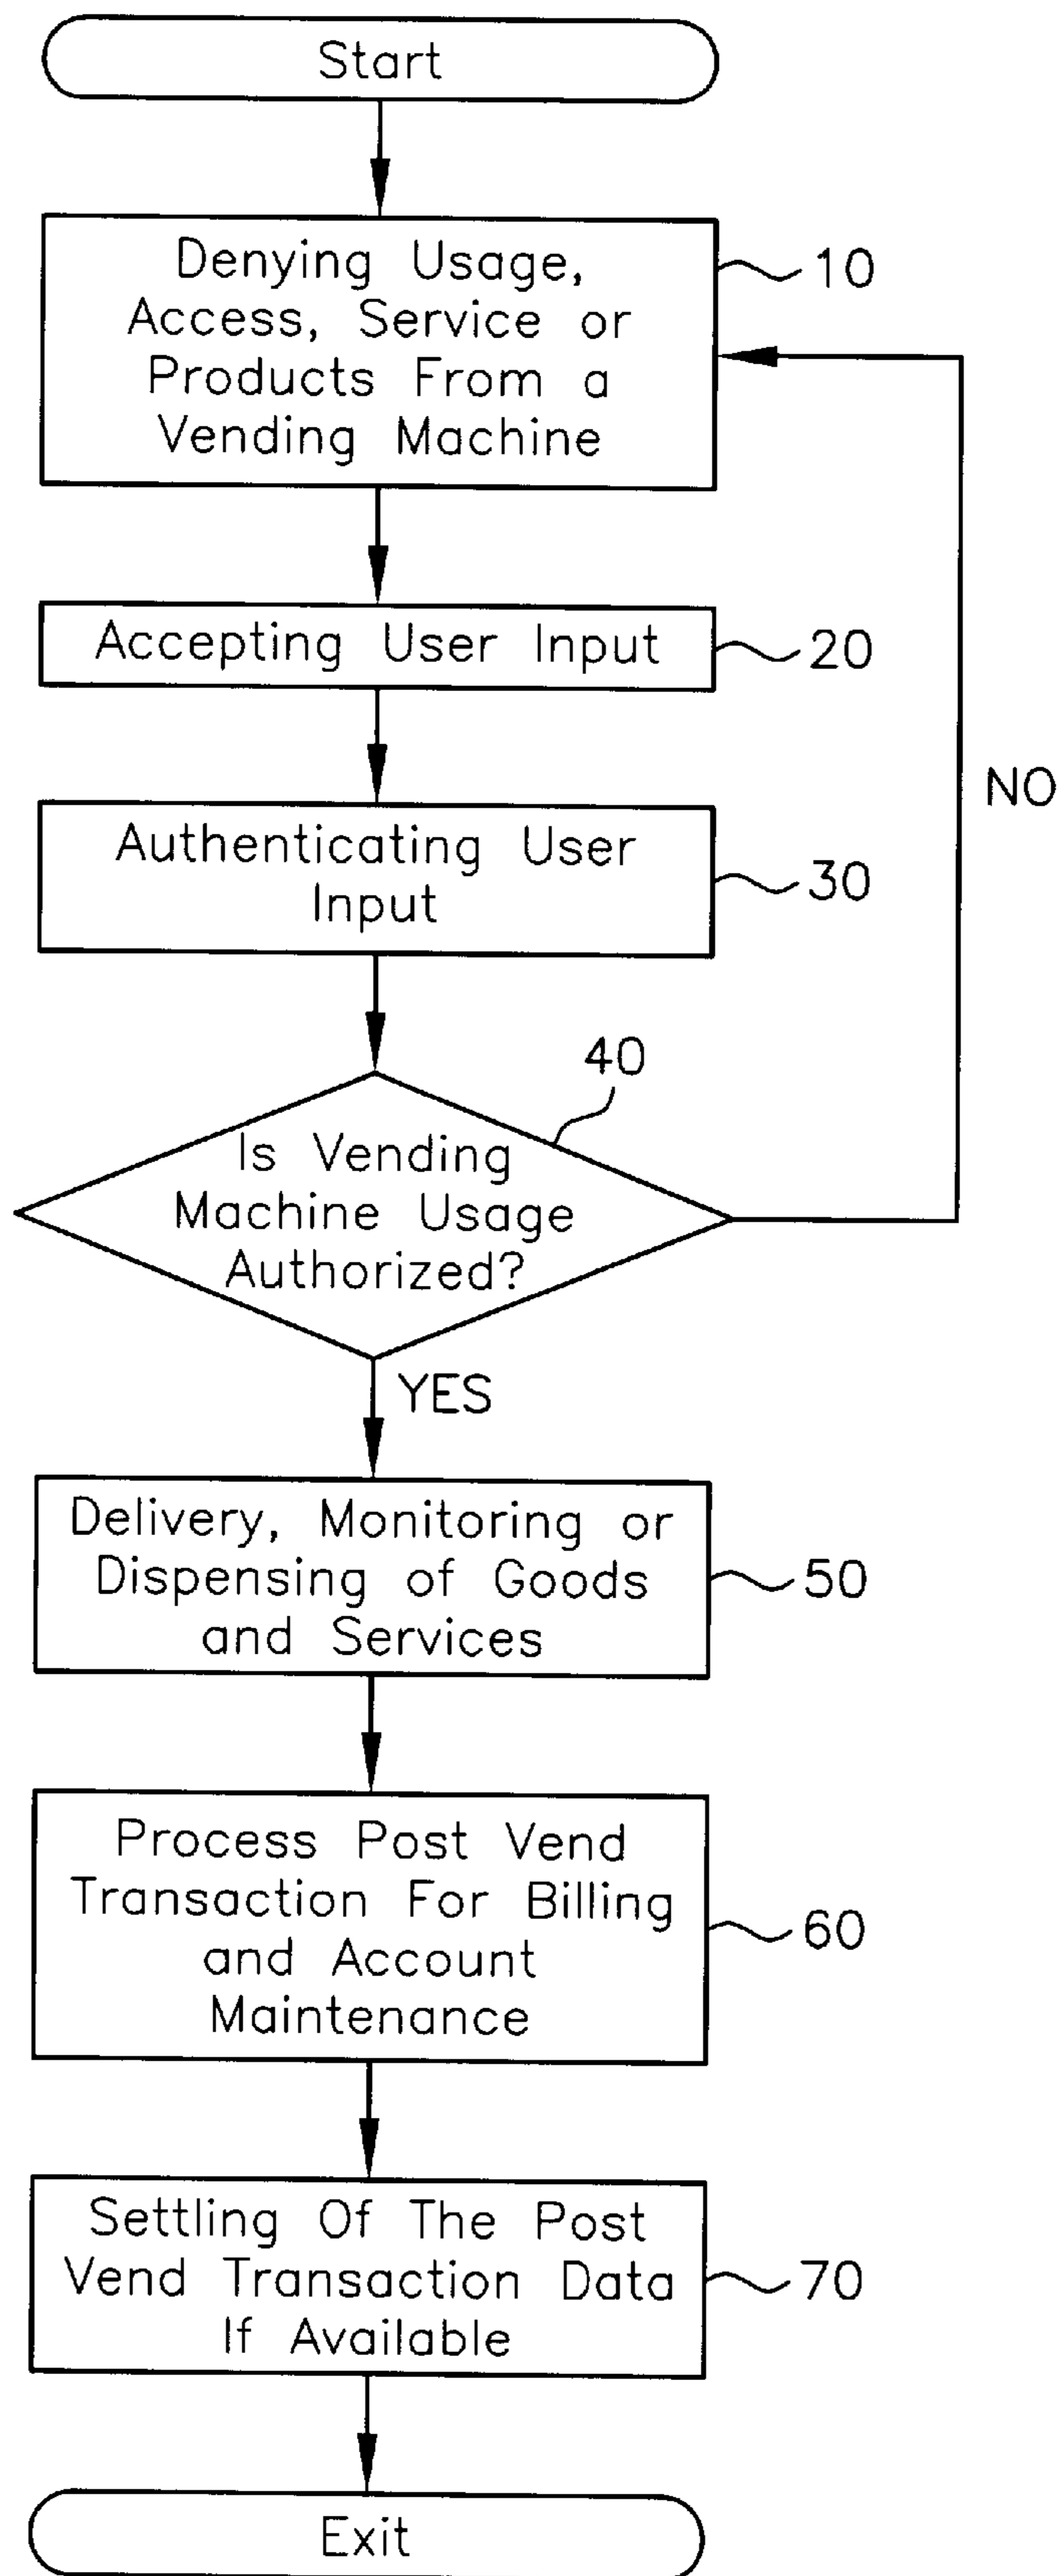 Start
Denying Usage,
Access, Service or
Products From a
Vending Machine
10
Accepting User Input
20
NO
Authenticating User
Input
30
40
Is Vending
Machine Usage
Authorized?
YES
Delivery, Monitoring or
Dispensing of Goods
and Services
50
Process Post Vend
Transaction For Billing
and Account
Maintenance
60
Settling Of The Post
Vend Transaction Data
If Available
70
Exit